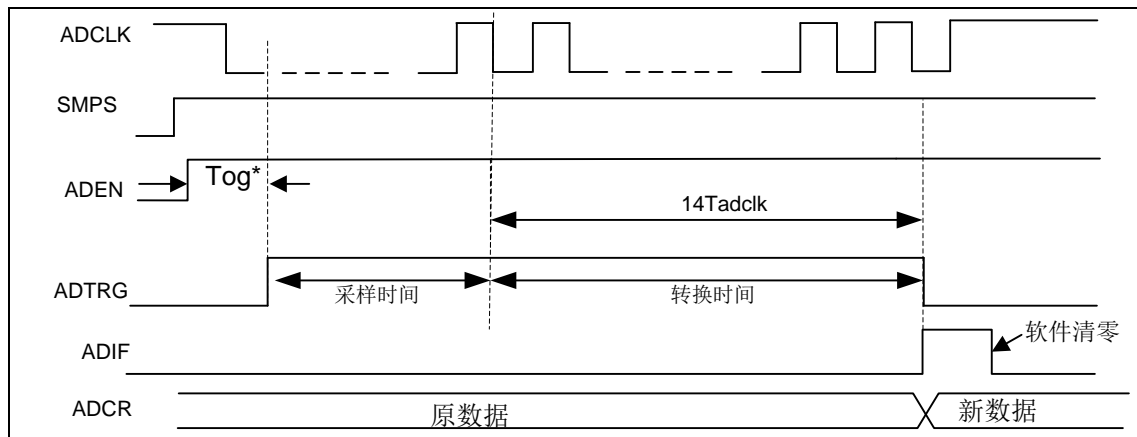 ADCLK
SMPS
ADEN
Tog*
14Tadclk
ADTRG
采样时间
转换时间
ADIF
软件清零
ADCR
原数据
新数据